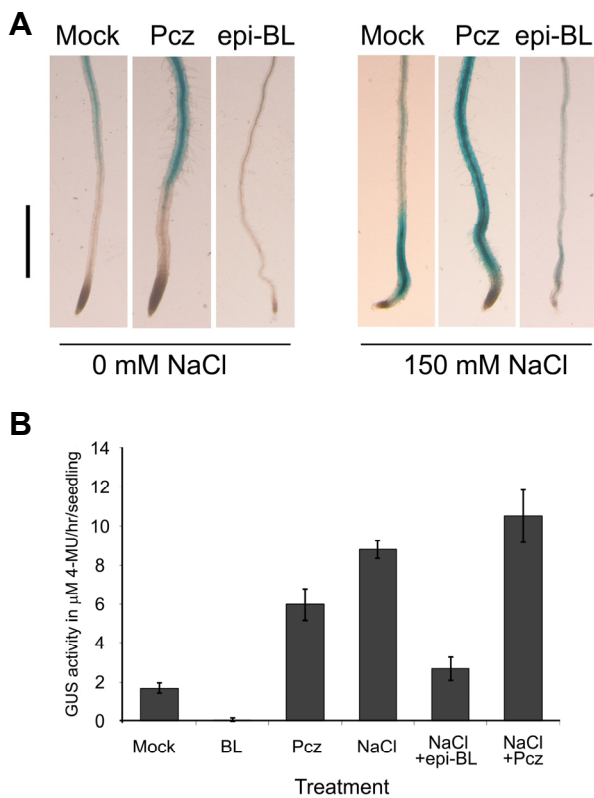 A
Mock Pcz epi-BL Mock Pcz epi-BL
0 mM NaCl 150 mM NaCl
B
GUS activity in μM 4-MU/hr/seedling
14
12
10
8
6
4
2
0
Mock BL Pcz NaCl NaCl +epi-BL NaCl +Pcz
Treatment